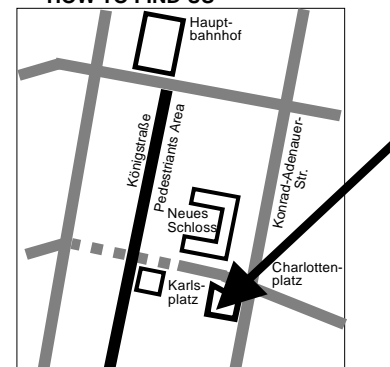 HOW TO FIND US
Haupt-
bahnhof
Königstraße
Pedestriants Area
Konrad-Adenauer-
Str.
Neues
Schloss
Karls-
platz
Charlotten-
platz